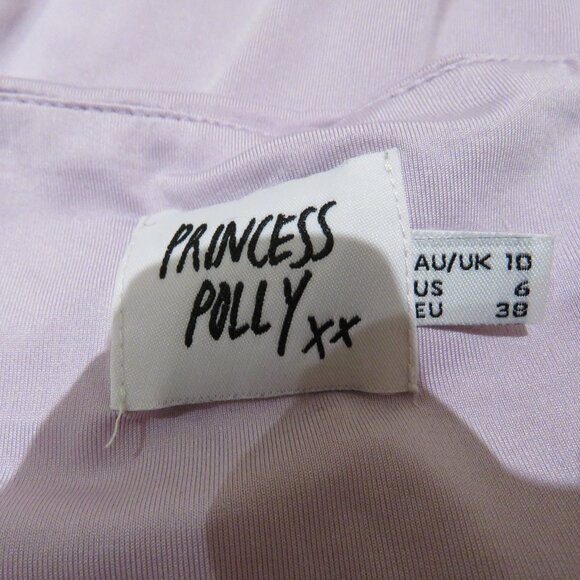 PRINCESS
POLLY xx
AU/UK 10
US 6
EU 38